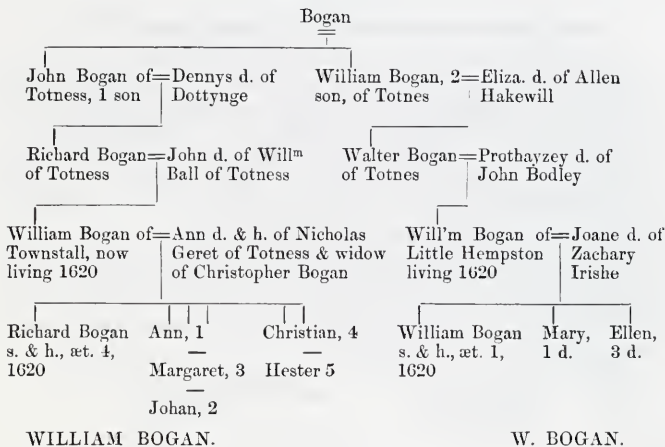 Bogan
John Bogan of = Dennys d. of
Totness, 1 son Dottynge
William Bogan, 2 = Eliza. d. of Allen
son, of Totnes Hakewill
Richard Bogan = John d. of Will^m
of Totness Ball of Totness
Walter Bogan = Prothayzey d. of
of Totnes John Bodley
William Bogan of = Ann d. & h. of Nicholas
Townstall, now Geret of Totness & widow
living 1620 of Christopher Bogan
Will'm Bogan of = Joane d. of
Little Hempston Zachary
living 1620 Irishe
Richard Bogan
s. & h., æt. 4,
1620
Ann, 1
Margaret, 3
Johan, 2
Christian, 4
Hester 5
William Bogan
s. & h., æt. 1,
1620
Mary,
1 d.
Ellen,
3 d.
WILLIAM BOGAN.
W. BOGAN.